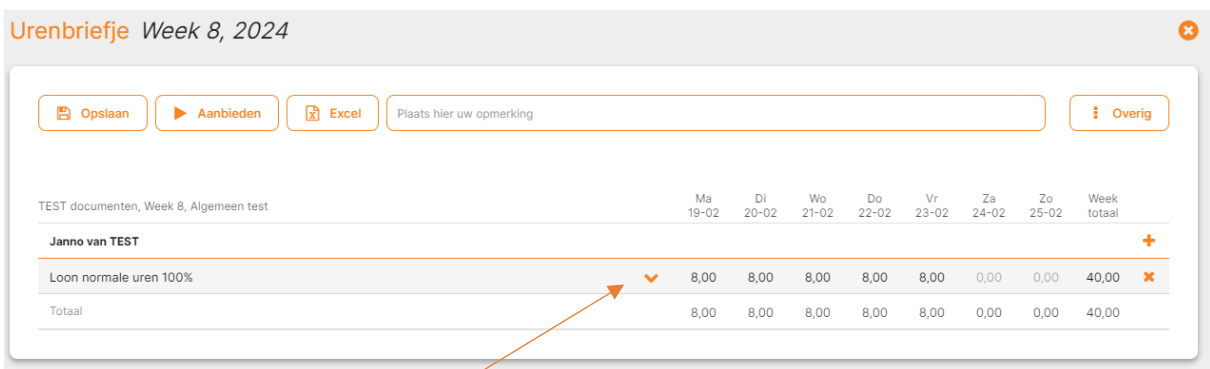 Urenbriefje Week 8, 2024
Opslaan Aanbieden Excel Plaats hier uw opmerking Overig
TEST documenten, Week 8, Algemeen test Ma 19-02 Di 20-02 Wo 21-02 Do 22-02 Vr 23-02 Za 24-02 Zo 25-02 Week totaal
Janno van TEST
Loon normale uren 100% 8,00 8,00 8,00 8,00 8,00 0,00 0,00 40,00
Totaal 8,00 8,00 8,00 8,00 8,00 0,00 0,00 40,00